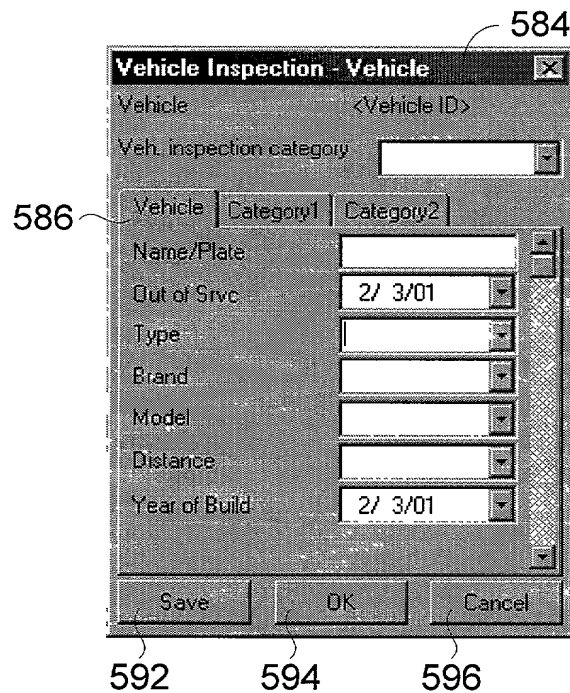 584
Vehicle Inspection - Vehicle
Vehicle <Vehicle ID>
Veh. inspection category
586
Vehicle Category1 Category2
Name/Plate
Out of Srvc 2/ 3/01
Type
Brand
Model
Distance
Year of Build 2/ 3/01
Save OK Cancel
592 594 596